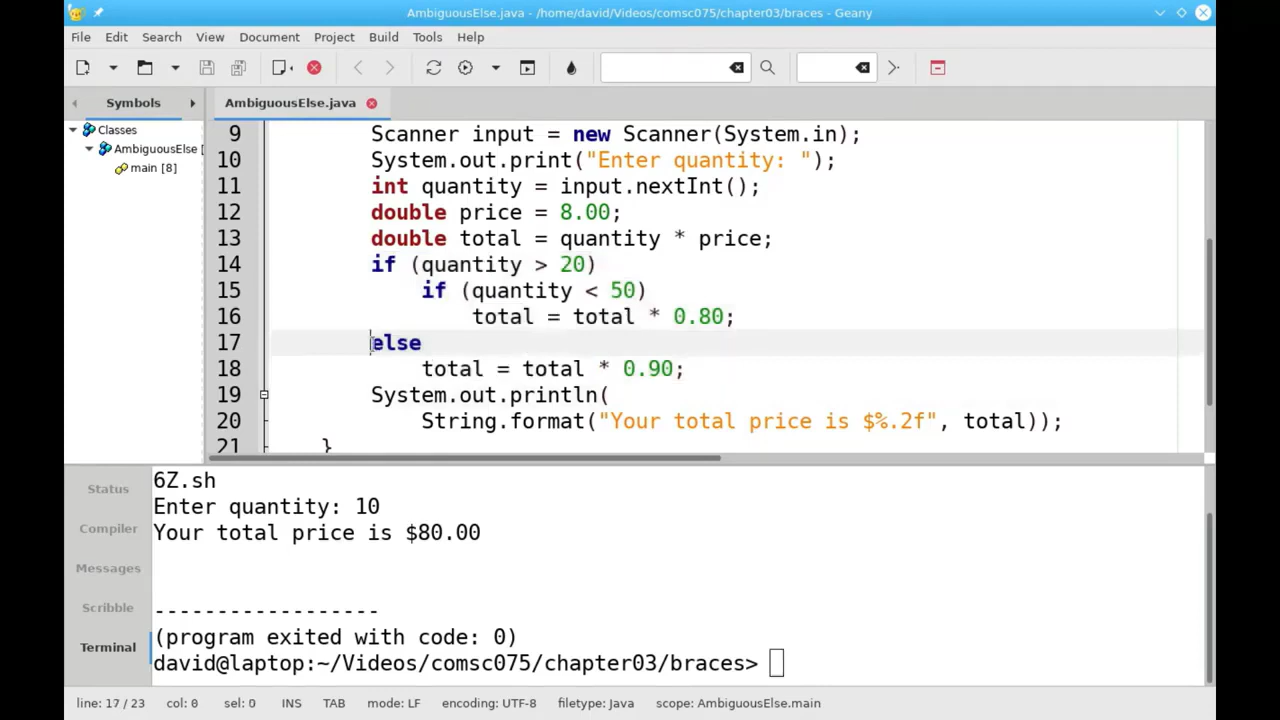 AmbiguousElse.java - /home/david/Videos/comsc075/chapter03/braces - Geany
File Edit Search View Document Project Build Tools Help
Symbols
AmbiguousElse.java
Classes
AmbiguousElse [
main [8]
9 Scanner input = new Scanner(System.in);
10 System.out.print("Enter quantity: ");
11 int quantity = input.nextInt();
12 double price = 8.00;
13 double total = quantity * price;
14 if (quantity > 20)
15 if (quantity < 50)
16 total = total * 0.80;
17 else
18 total = total * 0.90;
19 System.out.println(
20 String.format("Your total price is $%.2f", total));
21 }
Status
Compiler
Messages
Scribble
Terminal
6Z.sh
Enter quantity: 10
Your total price is $80.00
------------------
(program exited with code: 0)
david@laptop:~/Videos/comsc075/chapter03/braces>
line: 17 / 23 col: 0 sel: 0 INS TAB mode: LF encoding: UTF-8 filetype: Java scope: AmbiguousElse.main